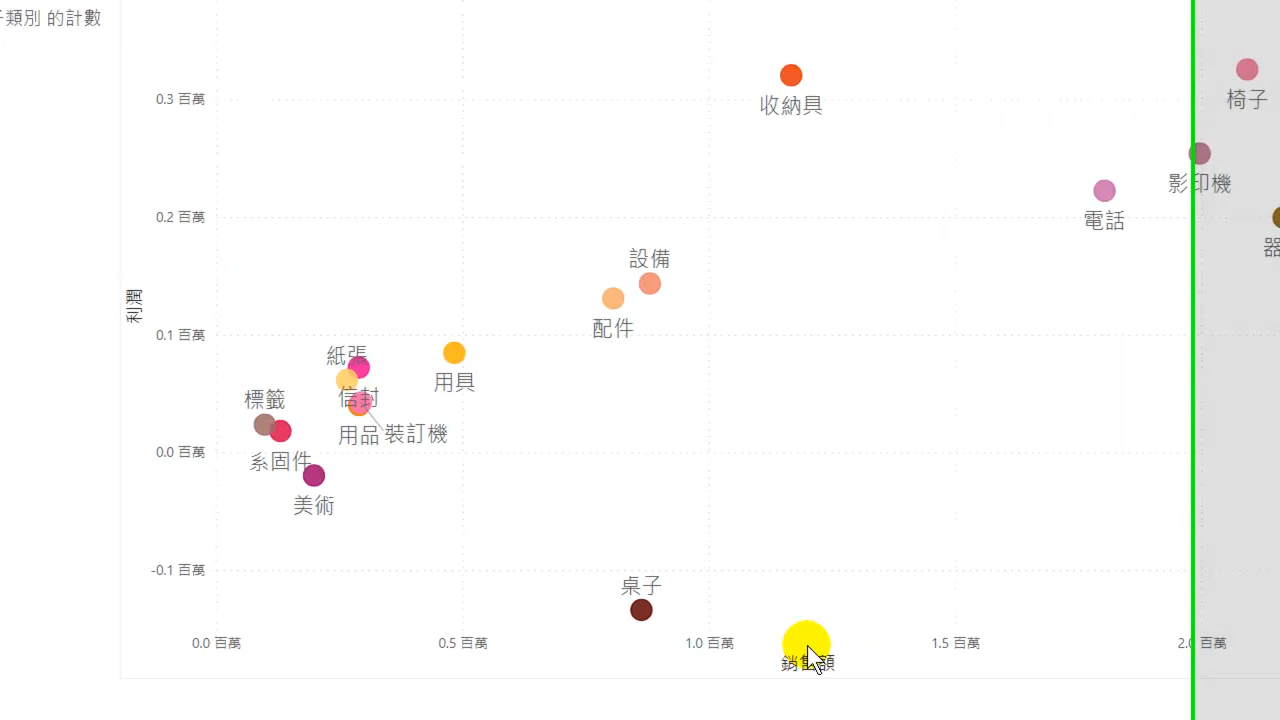 子類別 的計數
0.3 百萬
收納具
椅子
影印機
0.2 百萬
電話
器
設備
利潤
配件
0.1 百萬
紙張
用具
信封
標籤
用品
裝訂機
0.0 百萬
系固件
美術
-0.1 百萬
桌子
0.0 百萬
0.5 百萬
1.0 百萬
1.5 百萬
2.0 百萬
銷售額